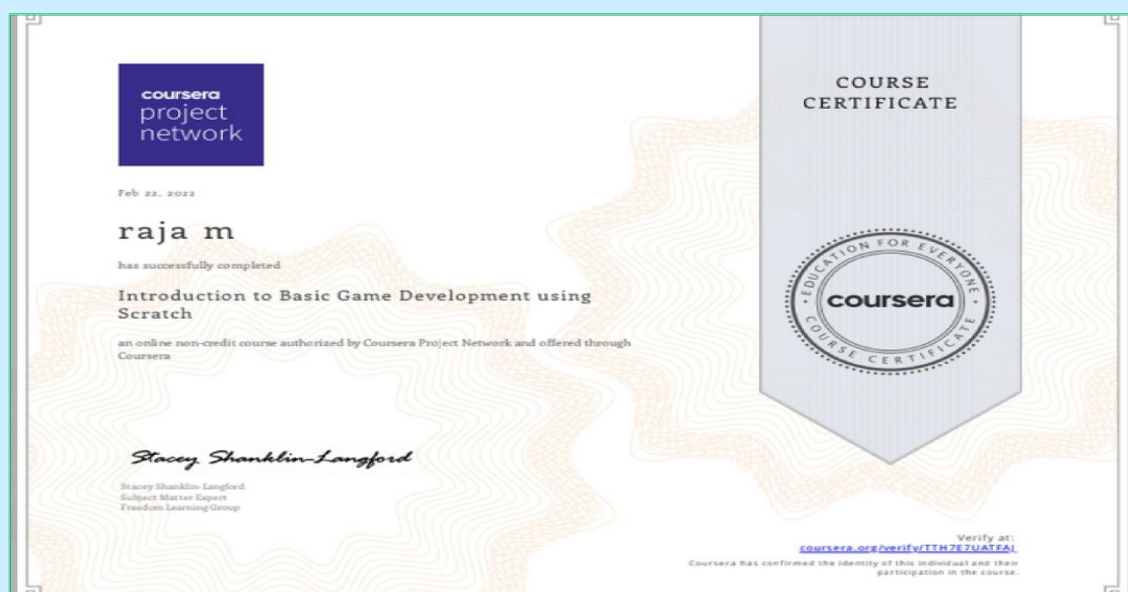 coursera
project
network
Feb 22, 2022
raja m
has successfully completed
Introduction to Basic Game Development using
Scratch
an online non-credit course authorized by Coursera Project Network and offered through
Coursera
Stacey Shanklin-Langford
Stacey Shanklin-Langford
Subject Matter Expert
Freedom Learning Group
COURSE
CERTIFICATE
EDUCATION FOR EVERYONE
coursera
COURSE CERTIFICATE
Verify at:
coursera.org/verify/TTH7E7UATFAJ
Coursera has confirmed the identity of this individual and their
participation in the course.